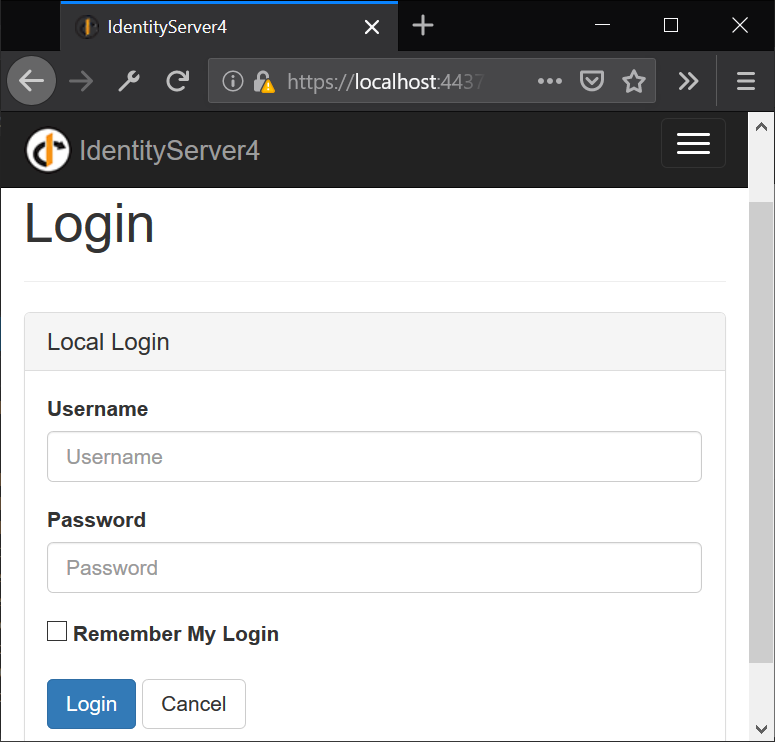 IdentityServer4
https://localhost:4437
IdentityServer4
Login
Local Login
Username
Username
Password
Password
Remember My Login
Login
Cancel